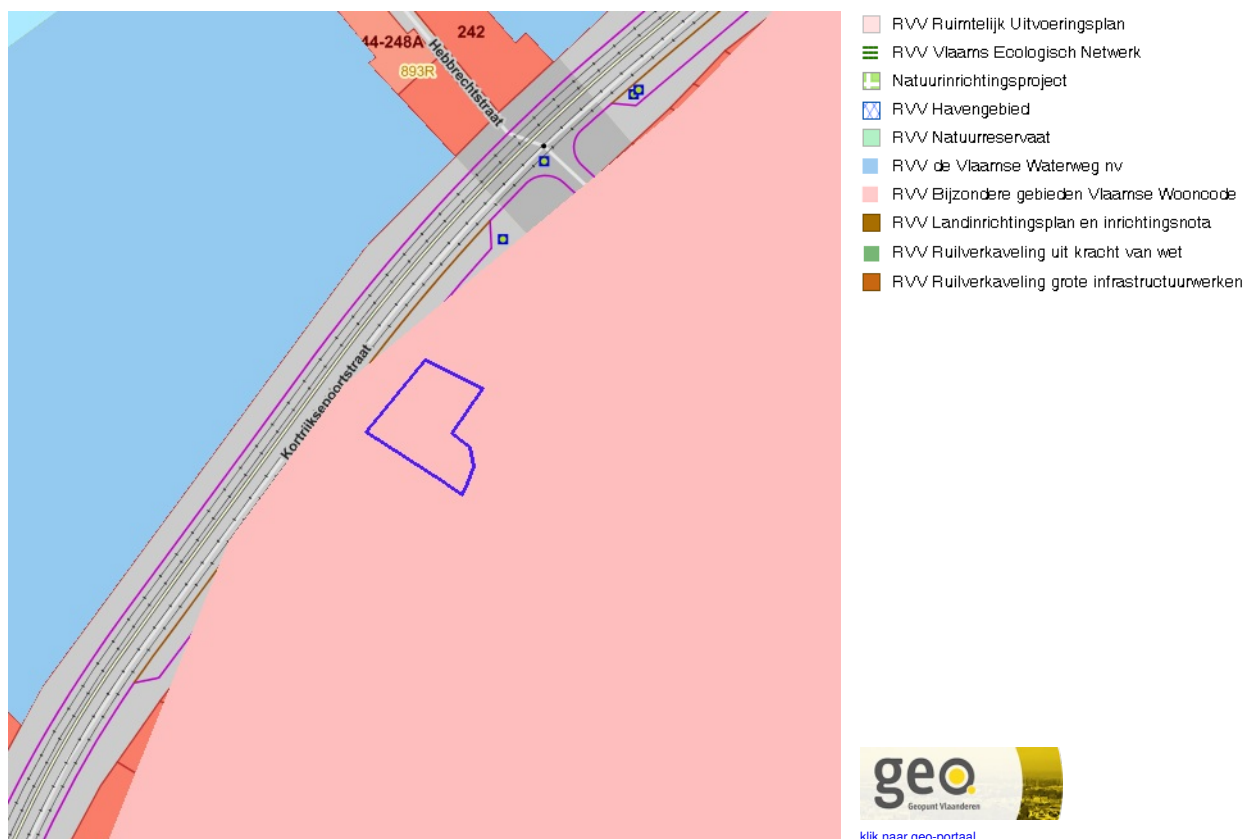 44-248A
242
893R
Hebbrechtstraat
Kortrijksepoortstraat
RVV Ruimtelijk Uitvoeringsplan
RVV Vlaams Ecologisch Netwerk
Natuurinrichtingsproject
RVV Havengebied
RVV Natuurreservaat
RVV de Vlaamse Waterweg nv
RVV Bijzondere gebieden Vlaamse Wooncode
RVV Landinrichtingsplan en inrichtingsnota
RVV Ruilverkaveling uit kracht van wet
RVV Ruilverkaveling grote infrastructuurwerken
geo
Geopunt Vlaanderen
klik naar geo-portaal